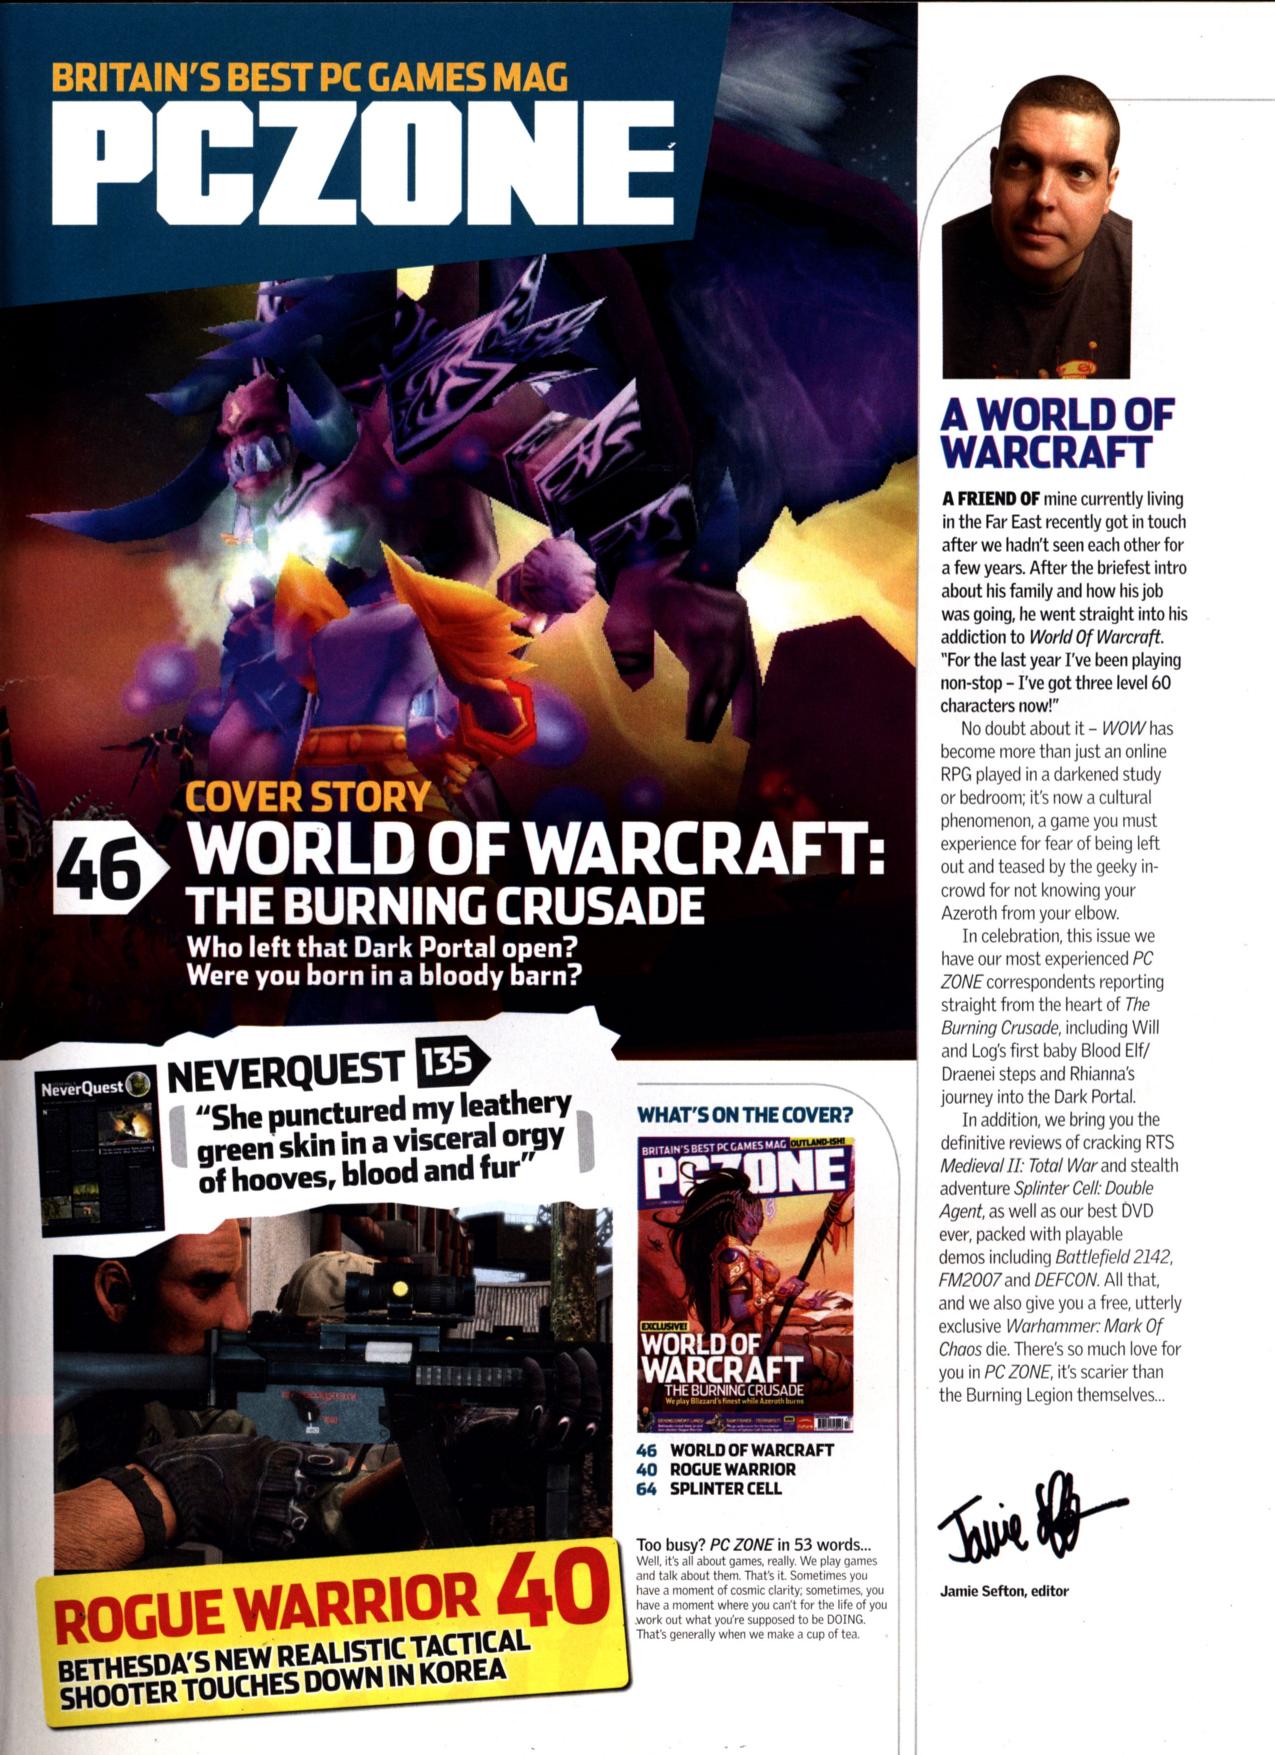 BRITAIN'S BEST PC GAMES MAG
PCZONE
COVER STORY
46
WORLD OF WARCRAFT:
THE BURNING CRUSADE
Who left that Dark Portal open?
Were you born in a bloody barn?
NeverQuest
NEVERQUEST 135
“She punctured my leathery
green skin in a visceral orgy
of hooves, blood and fur”
ROGUE WARRIOR 40
BETHESDA'S NEW REALISTIC TACTICAL
SHOOTER TOUCHES DOWN IN KOREA
WHAT'S ON THE COVER?
BRITAIN'S BEST PC GAMES MAG OUTLAND-ISH!
PCZONE
EXCLUSIVE!
WORLD OF
WARCRAFT
THE BURNING CRUSADE
We play Blizzard's finest while Azeroth burns
46 WORLD OF WARCRAFT
40 ROGUE WARRIOR
64 SPLINTER CELL
Too busy? PC ZONE in 53 words...
Well, it's all about games, really. We play games
and talk about them. That's it. Sometimes you
have a moment of cosmic clarity; sometimes, you
have a moment where you can't for the life of you
work out what you're supposed to be DOING.
That's generally when we make a cup of tea.
A WORLD OF
WARCRAFT
A FRIEND OF mine currently living
in the Far East recently got in touch
after we hadn't seen each other for
a few years. After the briefest intro
about his family and how his job
was going, he went straight into his
addiction to World Of Warcraft.
“For the last year I've been playing
non-stop – I've got three level 60
characters now!”
No doubt about it – WOW has
become more than just an online
RPG played in a darkened study
or bedroom; it's now a cultural
phenomenon, a game you must
experience for fear of being left
out and teased by the geeky in-
crowd for not knowing your
Azeroth from your elbow.
In celebration, this issue we
have our most experienced PC
ZONE correspondents reporting
straight from the heart of The
Burning Crusade, including Will
and Log's first baby Blood Elf/
Draenei steps and Rhianna's
journey into the Dark Portal.
In addition, we bring you the
definitive reviews of cracking RTS
Medieval II: Total War and stealth
adventure Splinter Cell: Double
Agent, as well as our best DVD
ever, packed with playable
demos including Battlefield 2142,
FM2007 and DEFCON. All that,
and we also give you a free, utterly
exclusive Warhammer: Mark Of
Chaos die. There's so much love for
you in PC ZONE, it's scarier than
the Burning Legion themselves...
Jamie
Jamie Sefton, editor